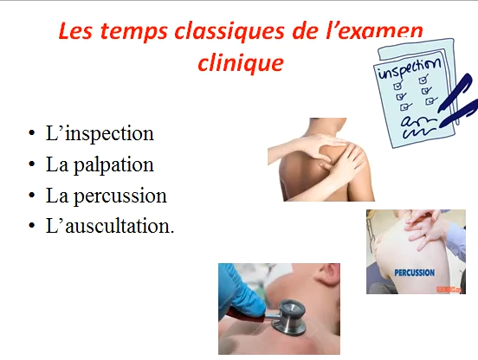 Les temps classiques de l'examen
clinique
inspection
• L'inspection
• La palpation
• La percussion
• L'auscultation.
PERCUSSION